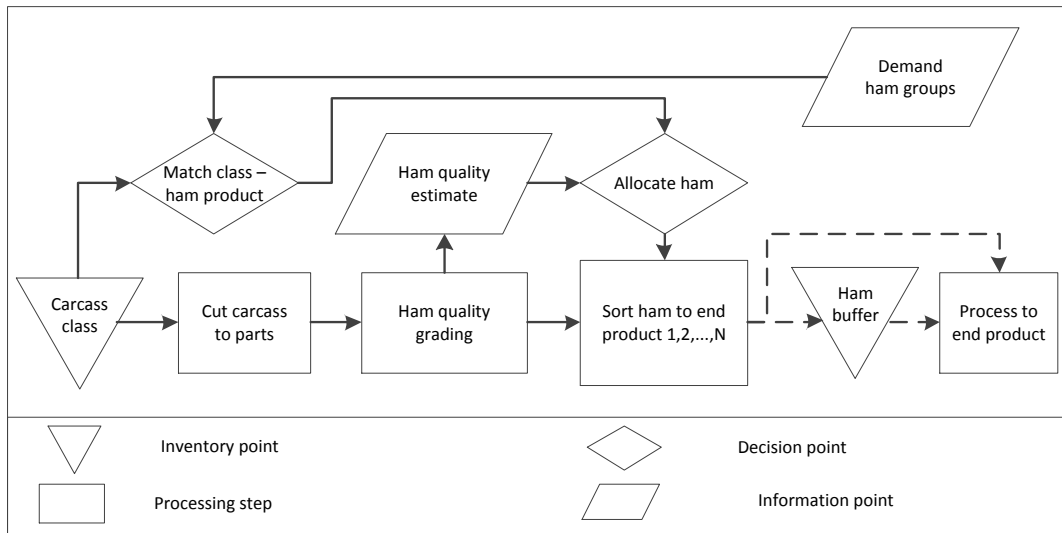 Demand
ham groups
Match class –
ham product
Ham quality
estimate
Allocate ham
Carcass
class
Cut carcass
to parts
Ham quality
grading
Sort ham to end
product 1,2,...,N
Ham
buffer
Process to
end product
Inventory point
Decision point
Processing step
Information point